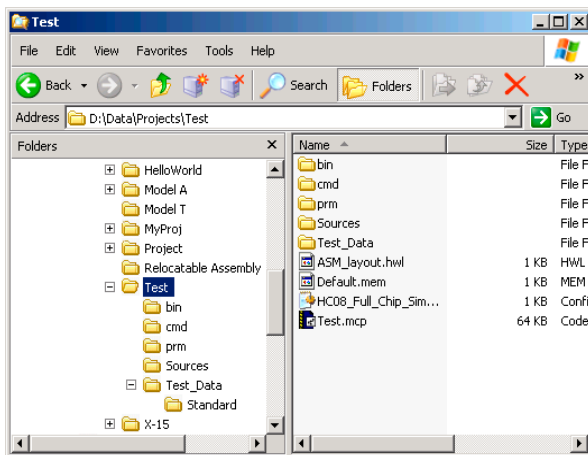 Test
File Edit View Favorites Tools Help
Back Search Folders »
Address D:\Data\Projects\Test Go
Folders × Name Size Type
HelloWorld
Model A
Model T
MyProj
Project
Relocatable Assembly
Test
bin
cmd
prm
Sources
Test_Data
Standard
X-15
bin File F
cmd File F
prm File F
Sources File F
Test_Data File F
ASM_layout.hwl 1 KB HWL
Default.mem 1 KB MEM
HC08_Full_Chip_Sim... 1 KB Confi
Test.mcp 64 KB Code